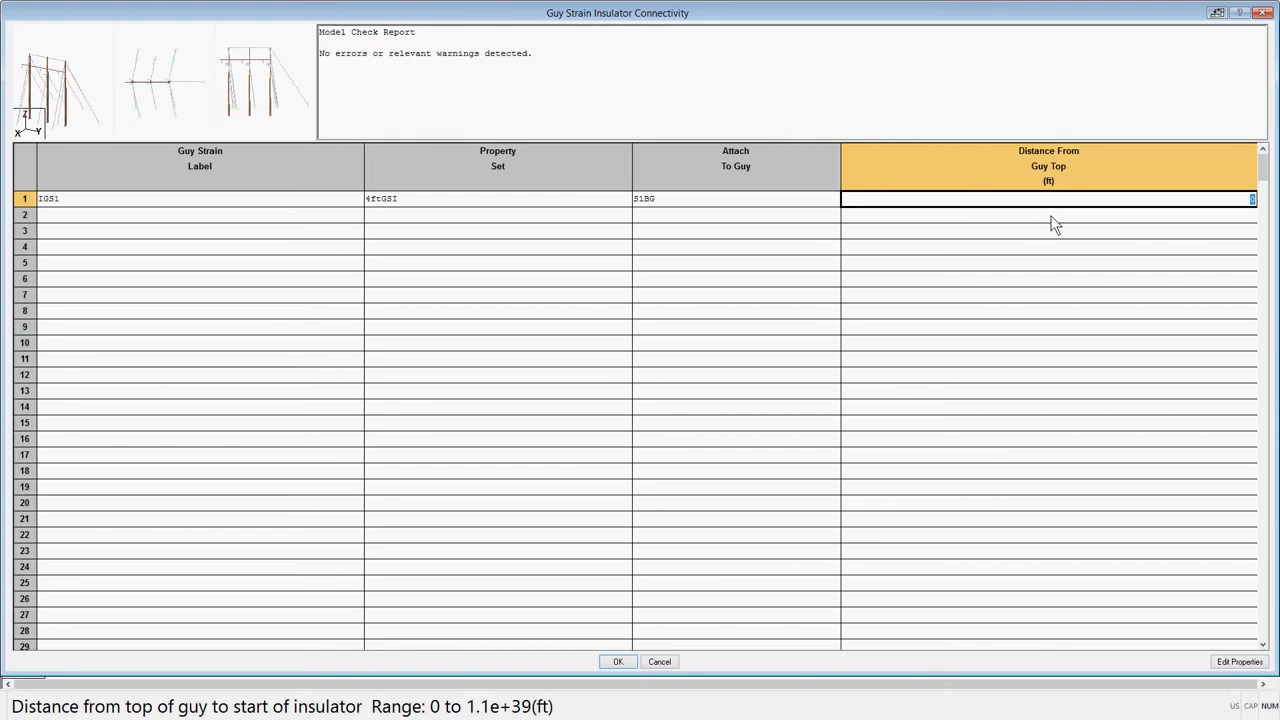 Guy Strain Insulator Connectivity
?
Z
X
Y
Model Check Report
No errors or relevant warnings detected.
Guy Strain Label
Property Set
Attach To Guy
Distance From Guy Top (ft)
1 IGS1 4ftGSI S1BG 0
2
3
4
5
6
7
8
9
10
11
12
13
14
15
16
17
18
19
20
21
22
23
24
25
26
27
28
29
OK
Cancel
Edit Properties
Distance from top of guy to start of insulator Range: 0 to 1.1e+39(ft)
US CAP NUM